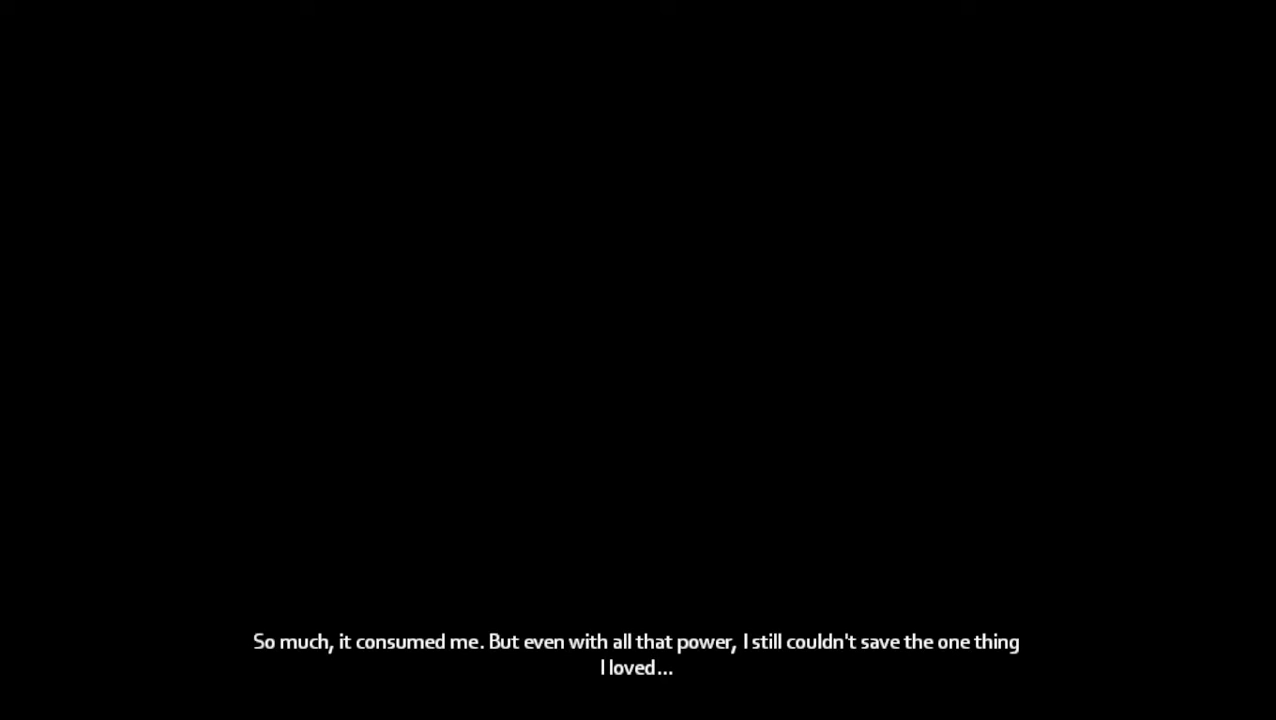 So much, it consumed me. But even with all that power, I still couldn't save the one thing
I loved...